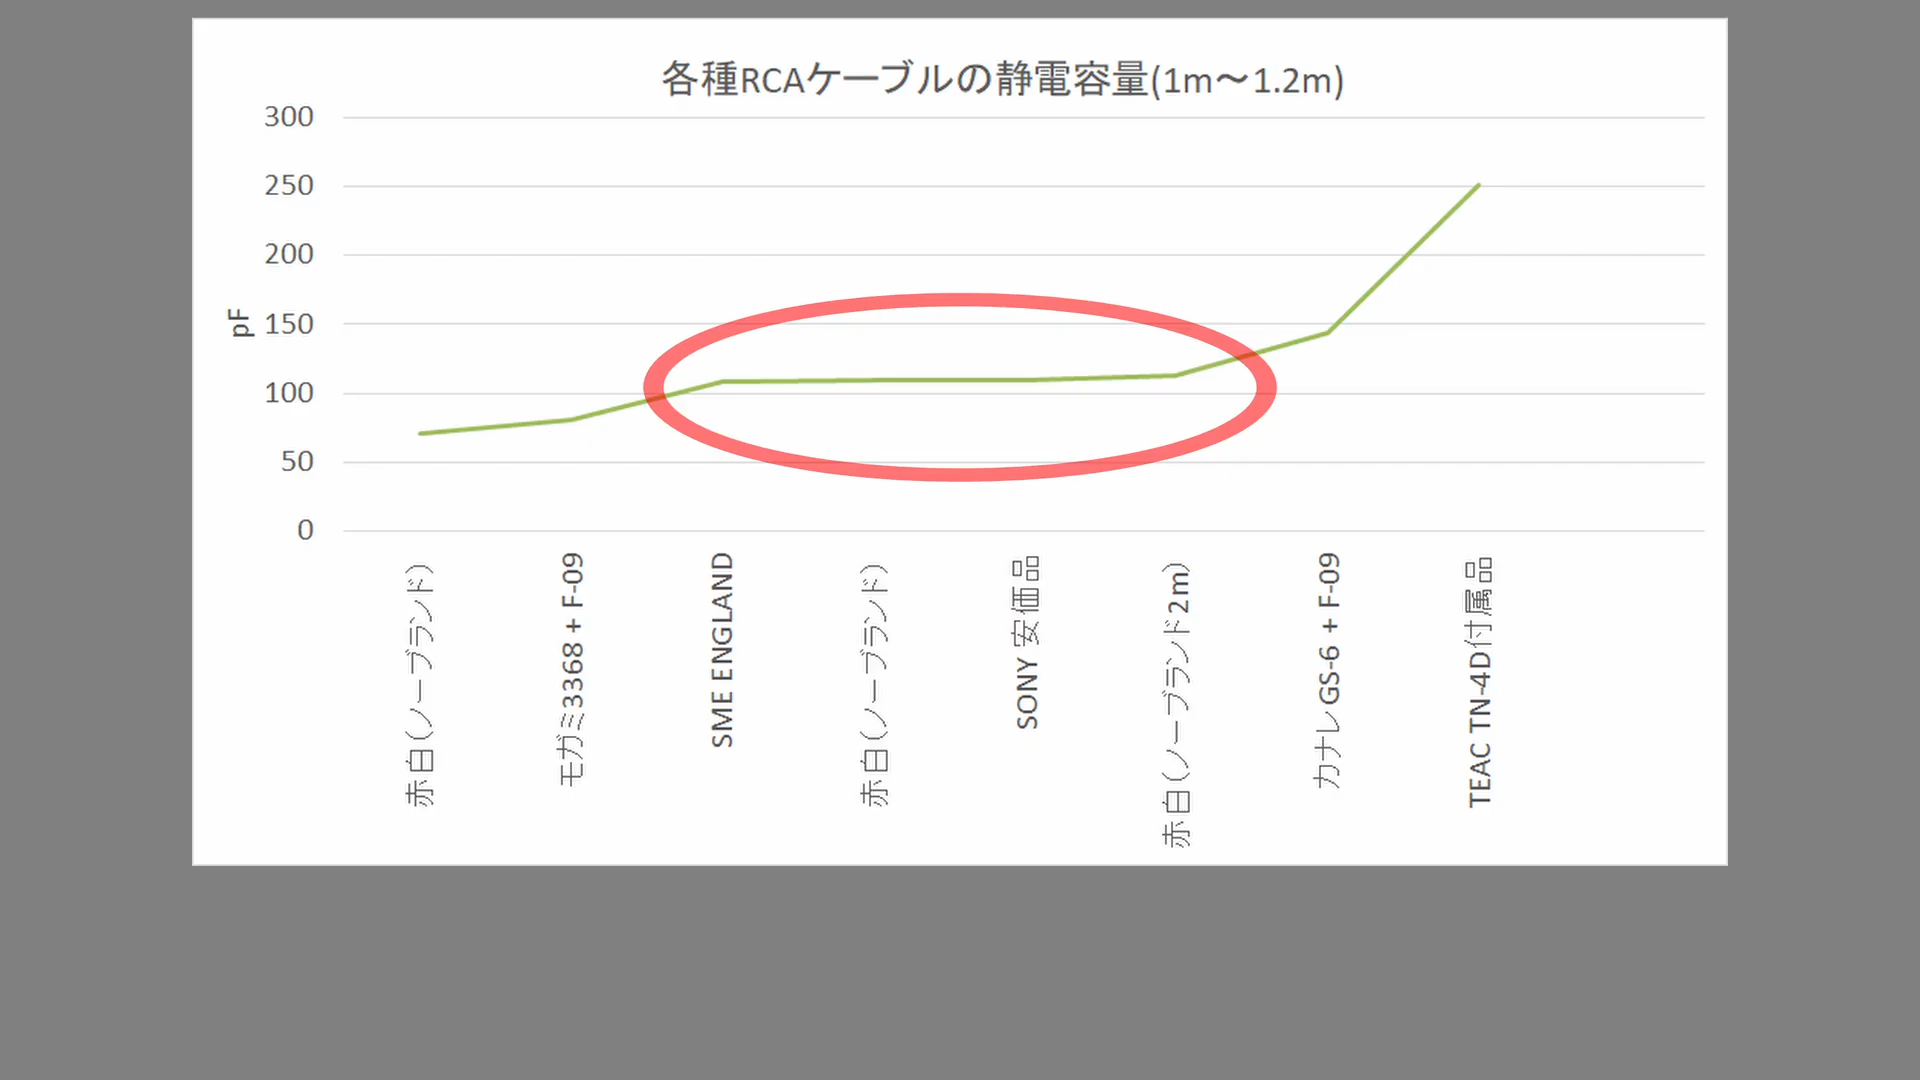 各種RCAケーブルの静電容量(1m～1.2m)
300
250
200
150
100
50
0
pF
赤白(ノーブランド)
モガミ3368 + F-09
SME ENGLAND
赤白(ノーブランド)
SONY 安価品
赤白(ノーブランド2m)
カナレGS-6 + F-09
TEAC TN-4D付属品